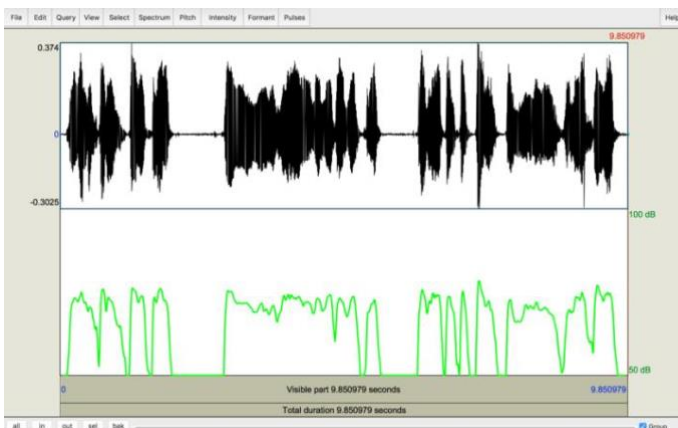 File Edit Query View Select Spectrum Pitch Intensity Formant Pulses Help
9.850979
0.374
0
-0.3025
100 dB
50 dB
0 Visible part 9.850979 seconds 9.850979
Total duration 9.850979 seconds
all in out sel bak Group